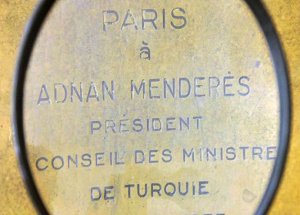 PARIS
à
ADNAN MENDERÈS
PRÉSIDENT
CONSEIL DES MINISTRE
DE TURQUIE